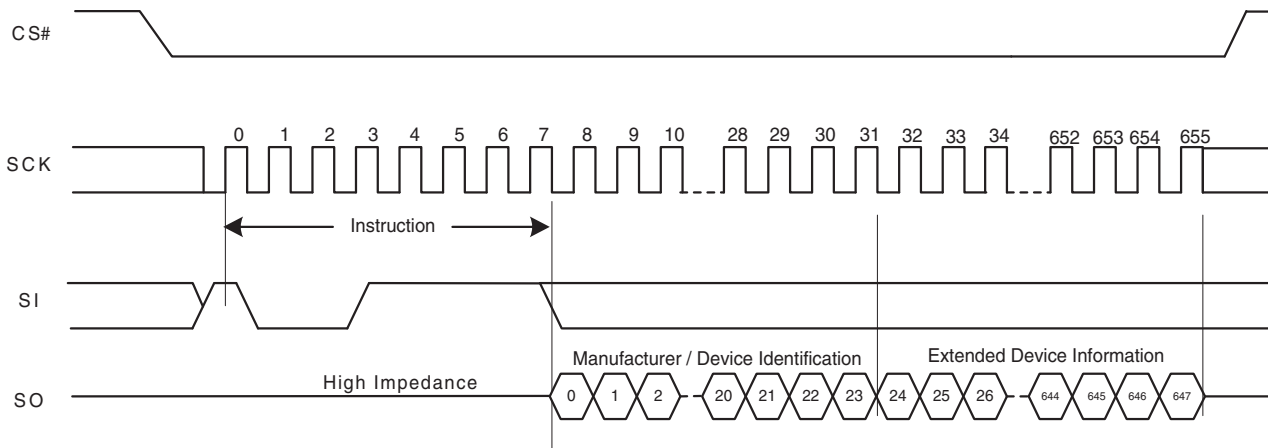 CS#
0 1 2 3 4 5 6 7 8 9 10 28 29 30 31 32 33 34 652 653 654 655
SCK
Instruction
SI
Manufacturer / Device Identification Extended Device Information
High Impedance
SO 0 1 2 20 21 22 23 24 25 26 644 645 646 647